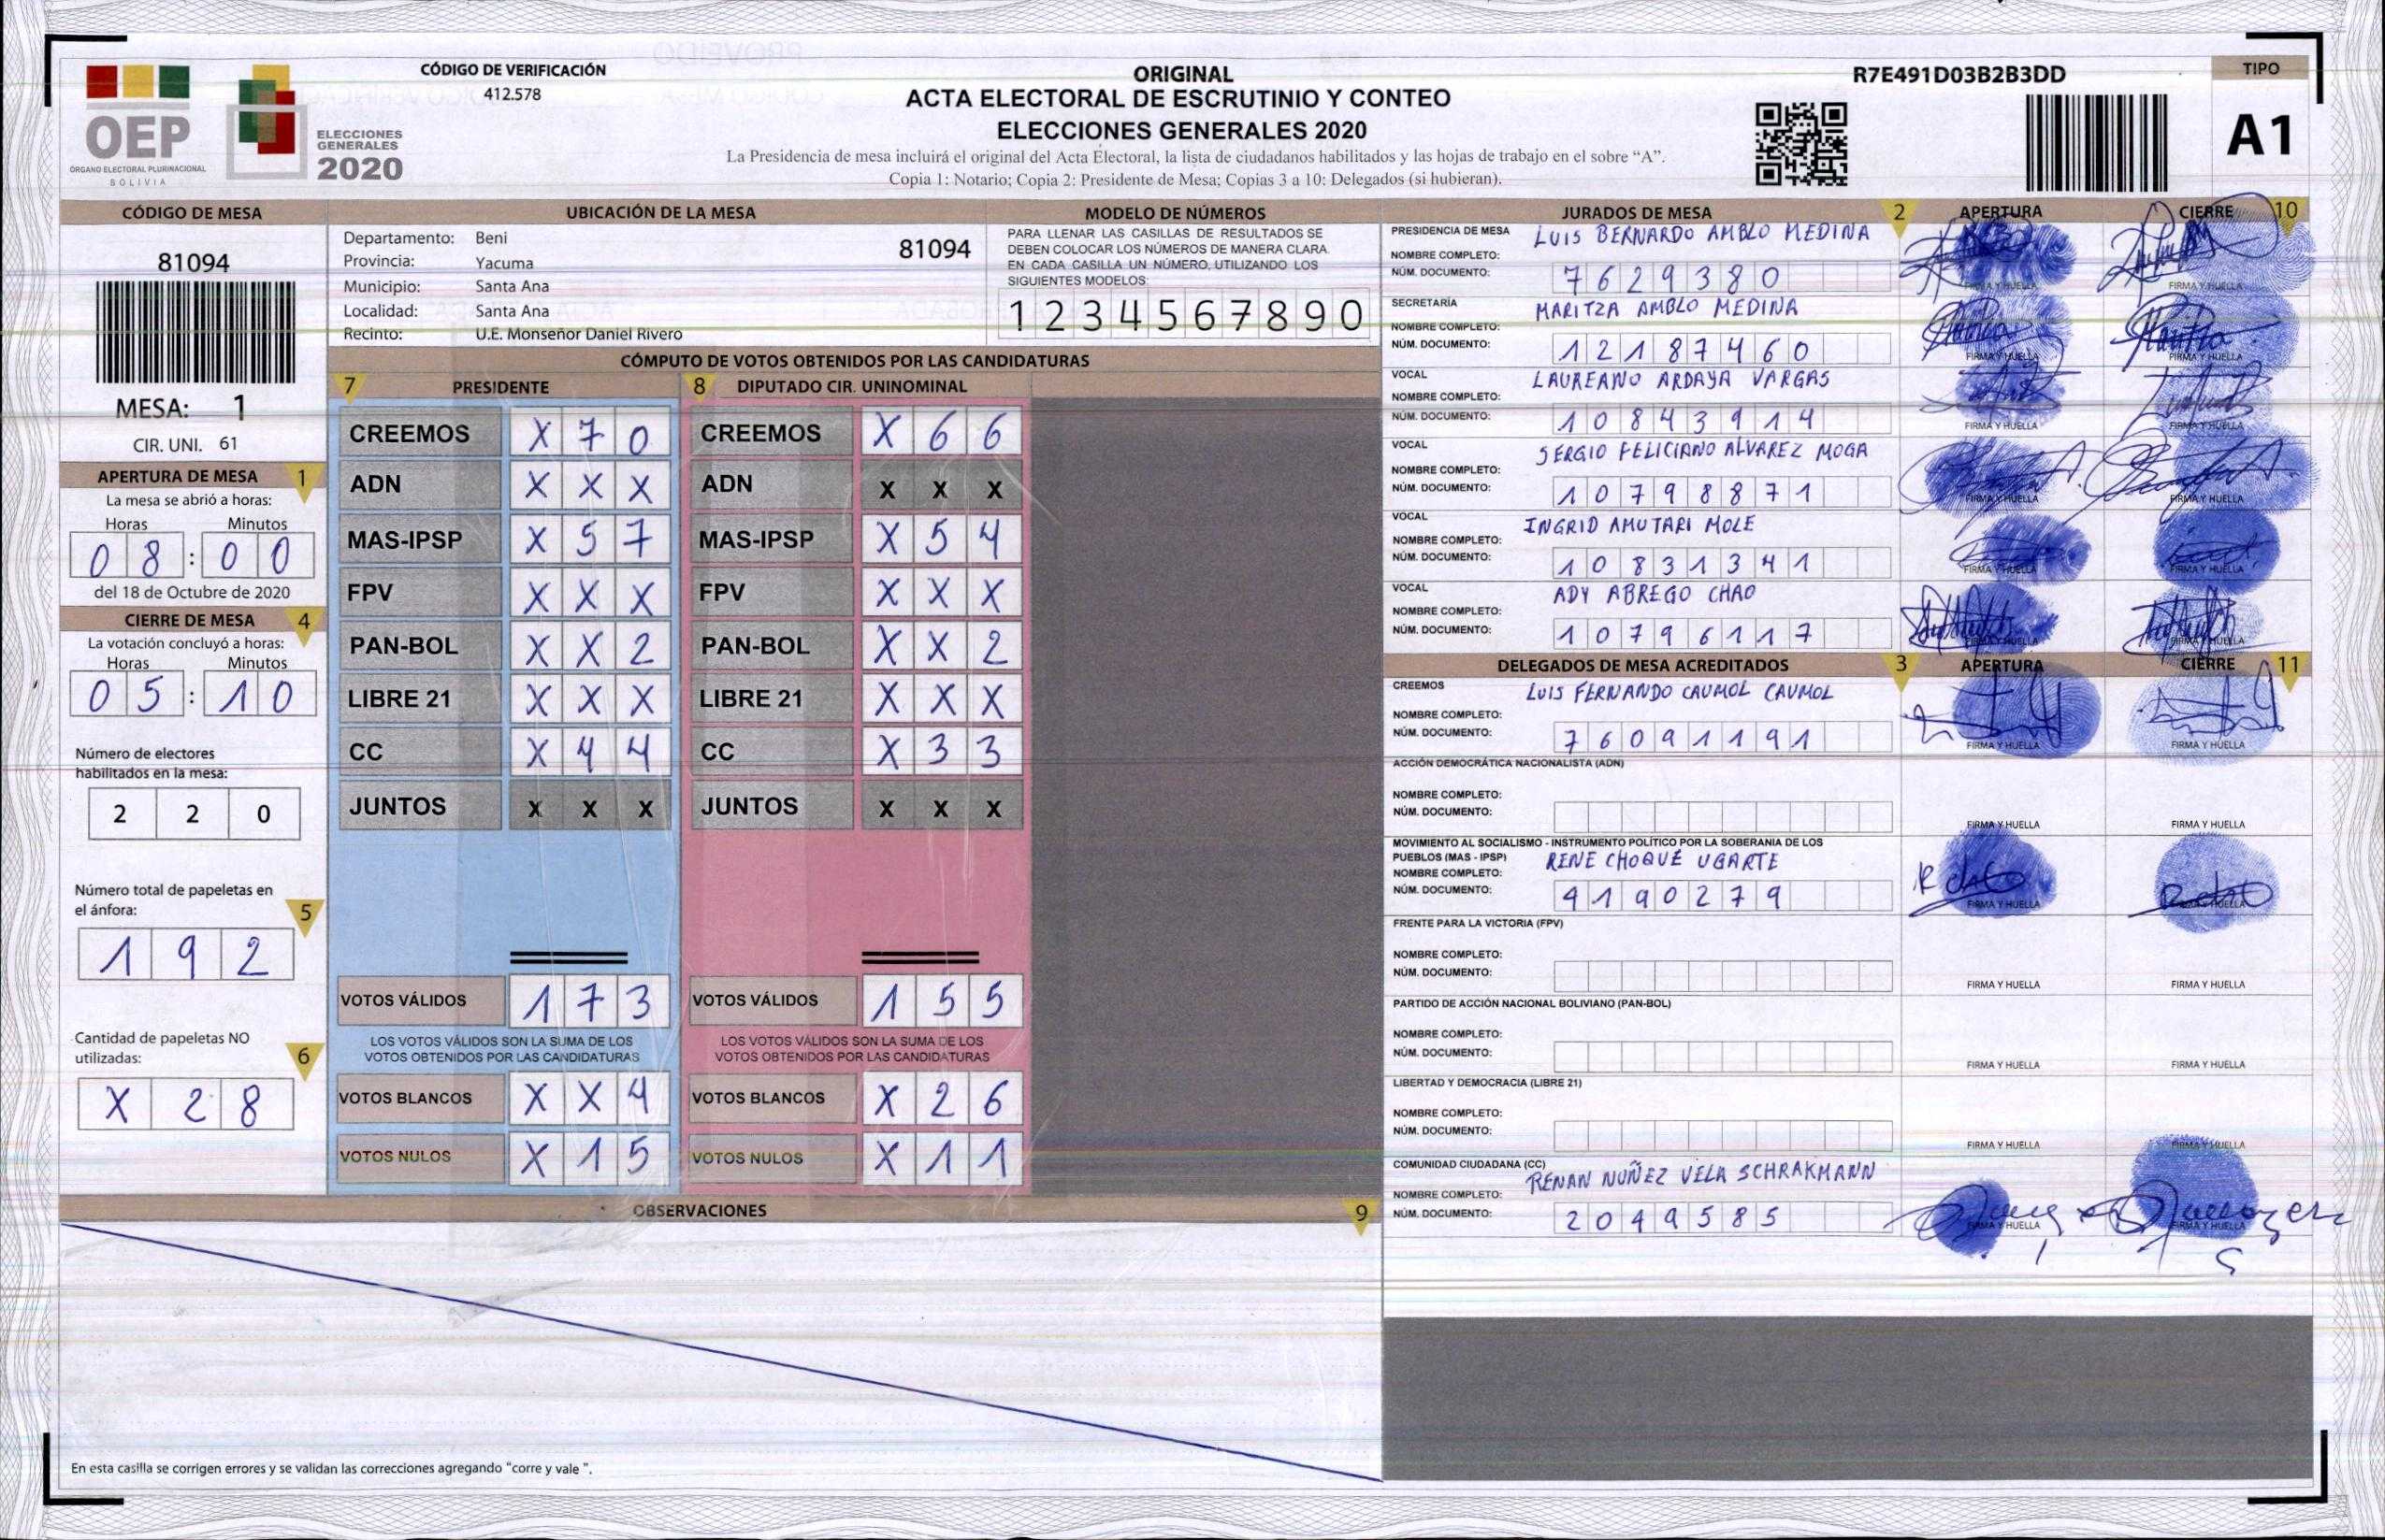 CÓDIGO DE VERIFICACIÓN
412.578
OEP
ÓRGANO ELECTORAL PLURINACIONAL
BOLIVIA
ELECCIONES
GENERALES
2020
ORIGINAL
ACTA ELECTORAL DE ESCRUTINIO Y CONTEO
ELECCIONES GENERALES 2020
La Presidencia de mesa incluirá el original del Acta Electoral, la lista de ciudadanos habilitados y las hojas de trabajo en el sobre “A”.
Copia 1: Notario; Copia 2: Presidente de Mesa; Copias 3 a 10: Delegados (si hubieran).
R7E491D03B2B3DD
TIPO
A1
CÓDIGO DE MESA
81094
MESA: 1
CIR. UNI. 61
APERTURA DE MESA 1
La mesa se abrió a horas:
Horas Minutos
08:00
del 18 de Octubre de 2020
CIERRE DE MESA 4
La votación concluyó a horas:
Horas Minutos
05:10
Número de electores
habilitados en la mesa:
2 2 0
Número total de papeletas en
el ánfora: 5
1 9 2
Cantidad de papeletas NO
utilizadas: 6
X 2 8
UBICACIÓN DE LA MESA
Departamento: Beni
81094
Provincia: Yacuma
Municipio: Santa Ana
Localidad: Santa Ana
Recinto: U.E. Monseñor Daniel Rivero
MODELO DE NÚMEROS
PARA LLENAR LAS CASILLAS DE RESULTADOS SE
DEBEN COLOCAR LOS NÚMEROS DE MANERA CLARA.
EN CADA CASILLA UN NÚMERO, UTILIZANDO LOS
SIGUIENTES MODELOS:
1 2 3 4 5 6 7 8 9 0
CÓMPUTO DE VOTOS OBTENIDOS POR LAS CANDIDATURAS
7 PRESIDENTE
CREEMOS X 7 0
ADN X X X
MAS-IPSP X 5 7
FPV X X X
PAN-BOL X X 2
LIBRE 21 X X X
CC X 4 4
JUNTOS X X X
VOTOS VÁLIDOS 1 7 3
LOS VOTOS VÁLIDOS SON LA SUMA DE LOS
VOTOS OBTENIDOS POR LAS CANDIDATURAS
VOTOS BLANCOS X X 4
VOTOS NULOS X 1 5
8 DIPUTADO CIR. UNINOMINAL
CREEMOS X 6 6
ADN X X X
MAS-IPSP X 5 4
FPV X X X
PAN-BOL X X 2
LIBRE 21 X X X
CC X 3 3
JUNTOS X X X
VOTOS VÁLIDOS 1 5 5
LOS VOTOS VÁLIDOS SON LA SUMA DE LOS
VOTOS OBTENIDOS POR LAS CANDIDATURAS
VOTOS BLANCOS X 2 6
VOTOS NULOS X 1 1
OBSERVACIONES 9
En esta casilla se corrigen errores y se validan las correcciones agregando “corre y vale ”.
JURADOS DE MESA 2 APERTURA CIERRE 10
PRESIDENCIA DE MESA LUIS BERNARDO AMBLO MEDINA
NOMBRE COMPLETO:
NÚM. DOCUMENTO: 7629380 FIRMA Y HUELLA FIRMA Y HUELLA
SECRETARÍA MARITZA AMBLO MEDINA
NOMBRE COMPLETO:
NÚM. DOCUMENTO: 12187460 FIRMA Y HUELLA FIRMA Y HUELLA
VOCAL LAUREANO ARDAYA VARGAS
NOMBRE COMPLETO:
NÚM. DOCUMENTO: 10843914 FIRMA Y HUELLA FIRMA Y HUELLA
VOCAL SERGIO FELICIANO ALVAREZ MOGA
NOMBRE COMPLETO:
NÚM. DOCUMENTO: 10798871 FIRMA Y HUELLA FIRMA Y HUELLA
VOCAL INGRID AMUTARI MOLE
NOMBRE COMPLETO:
NÚM. DOCUMENTO: 10831341 FIRMA Y HUELLA FIRMA Y HUELLA
VOCAL ADY ABREGO CHAO
NOMBRE COMPLETO:
NÚM. DOCUMENTO: 10796117 FIRMA Y HUELLA FIRMA Y HUELLA
DELEGADOS DE MESA ACREDITADOS 3 APERTURA CIERRE 11
CREEMOS LUIS FERNANDO CAUMOL CAUMOL
NOMBRE COMPLETO:
NÚM. DOCUMENTO: 76091191 FIRMA Y HUELLA FIRMA Y HUELLA
ACCIÓN DEMOCRÁTICA NACIONALISTA (ADN)
NOMBRE COMPLETO:
NÚM. DOCUMENTO: FIRMA Y HUELLA FIRMA Y HUELLA
MOVIMIENTO AL SOCIALISMO - INSTRUMENTO POLÍTICO POR LA SOBERANIA DE LOS
PUEBLOS (MAS - IPSP) RENE CHOQUE UGARTE
NOMBRE COMPLETO:
NÚM. DOCUMENTO: 4190279 FIRMA Y HUELLA FIRMA Y HUELLA
FRENTE PARA LA VICTORIA (FPV)
NOMBRE COMPLETO:
NÚM. DOCUMENTO: FIRMA Y HUELLA FIRMA Y HUELLA
PARTIDO DE ACCIÓN NACIONAL BOLIVIANO (PAN-BOL)
NOMBRE COMPLETO:
NÚM. DOCUMENTO: FIRMA Y HUELLA FIRMA Y HUELLA
LIBERTAD Y DEMOCRACIA (LIBRE 21)
NOMBRE COMPLETO:
NÚM. DOCUMENTO: FIRMA Y HUELLA FIRMA Y HUELLA
COMUNIDAD CIUDADANA (CC) RENAN NUÑEZ VELA SCHRAKMANN
NOMBRE COMPLETO:
NÚM. DOCUMENTO: 2049585 FIRMA Y HUELLA FIRMA Y HUELLA